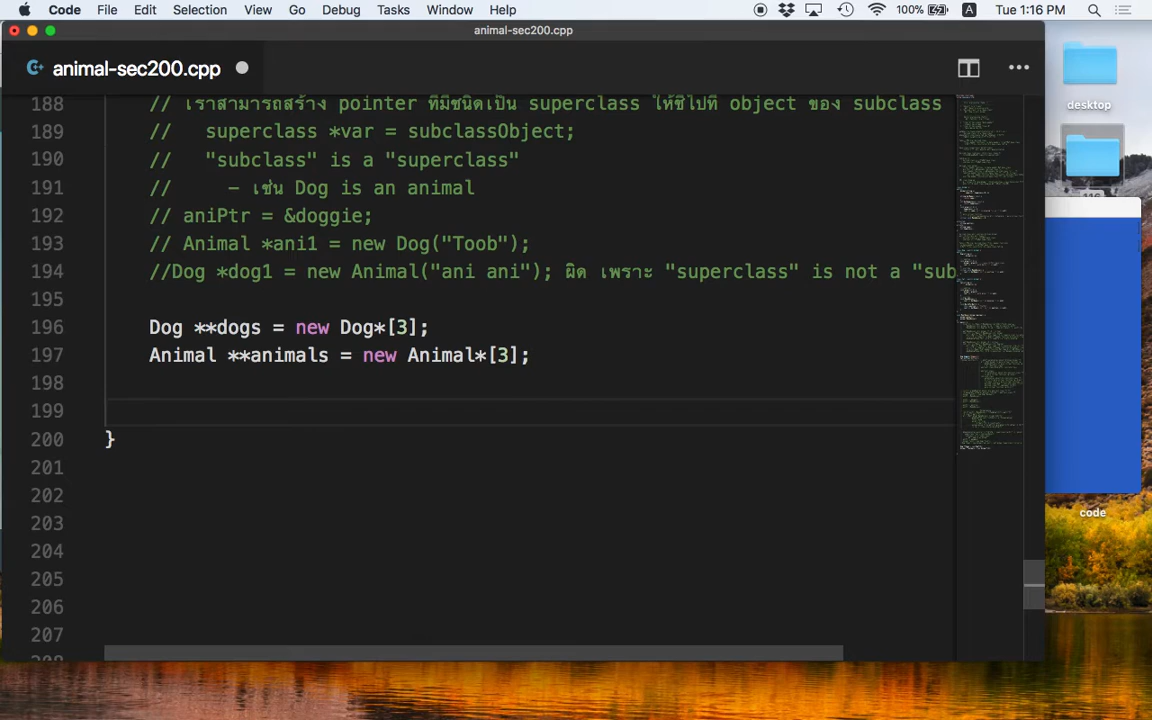 Code File Edit Selection View Go Debug Tasks Window Help 100% A Tue 1:16 PM
animal-sec200.cpp
animal-sec200.cpp
desktop
188 // เราสามารถสร้าง pointer ที่มีชนิดเป็น superclass ให้ชี้ไปที่ object ของ subclass
189 // superclass *var = subclassObject;
190 // "subclass" is a "superclass"
191 // - เช่น Dog is an animal
192 // aniPtr = &doggie;
193 // Animal *ani1 = new Dog("Toob");
194 //Dog *dog1 = new Animal("ani ani"); ผิด เพราะ "superclass" is not a "sub
195
196 Dog **dogs = new Dog*[3];
197 Animal **animals = new Animal*[3];
198
199
200 }
201
202
203
204
205
206
207
code